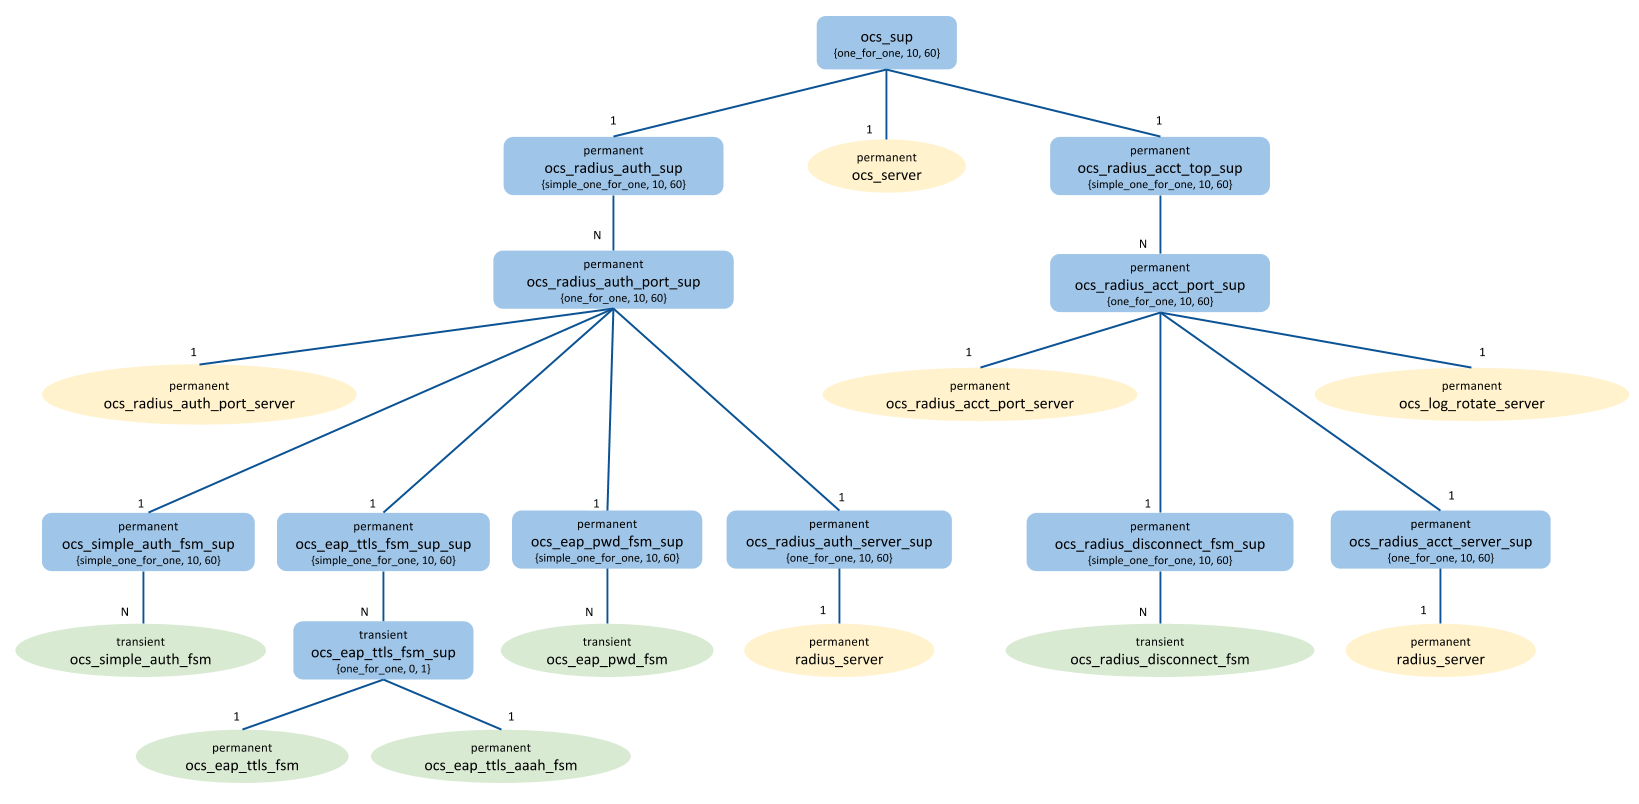 ocs_sup
{one_for_one, 10, 60}
1
1
1
permanent
ocs_radius_auth_sup
{simple_one_for_one, 10, 60}
permanent
ocs_server
permanent
ocs_radius_acct_top_sup
{simple_one_for_one, 10, 60}
N
N
permanent
ocs_radius_auth_port_sup
{one_for_one, 10, 60}
permanent
ocs_radius_acct_port_sup
{one_for_one, 10, 60}
1
1
1
permanent
ocs_radius_auth_port_server
permanent
ocs_radius_acct_port_server
permanent
ocs_log_rotate_server
1
1
1
1
1
1
permanent
ocs_simple_auth_fsm_sup
{simple_one_for_one, 10, 60}
permanent
ocs_eap_ttls_fsm_sup_sup
{simple_one_for_one, 10, 60}
permanent
ocs_eap_pwd_fsm_sup
{simple_one_for_one, 10, 60}
permanent
ocs_radius_auth_server_sup
{one_for_one, 10, 60}
permanent
ocs_radius_disconnect_fsm_sup
{simple_one_for_one, 10, 60}
permanent
ocs_radius_acct_server_sup
{one_for_one, 10, 60}
N
N
N
1
N
1
transient
ocs_simple_auth_fsm
transient
ocs_eap_ttls_fsm_sup
{one_for_one, 0, 1}
transient
ocs_eap_pwd_fsm
permanent
radius_server
transient
ocs_radius_disconnect_fsm
permanent
radius_server
1
1
permanent
ocs_eap_ttls_fsm
permanent
ocs_eap_ttls_aaah_fsm